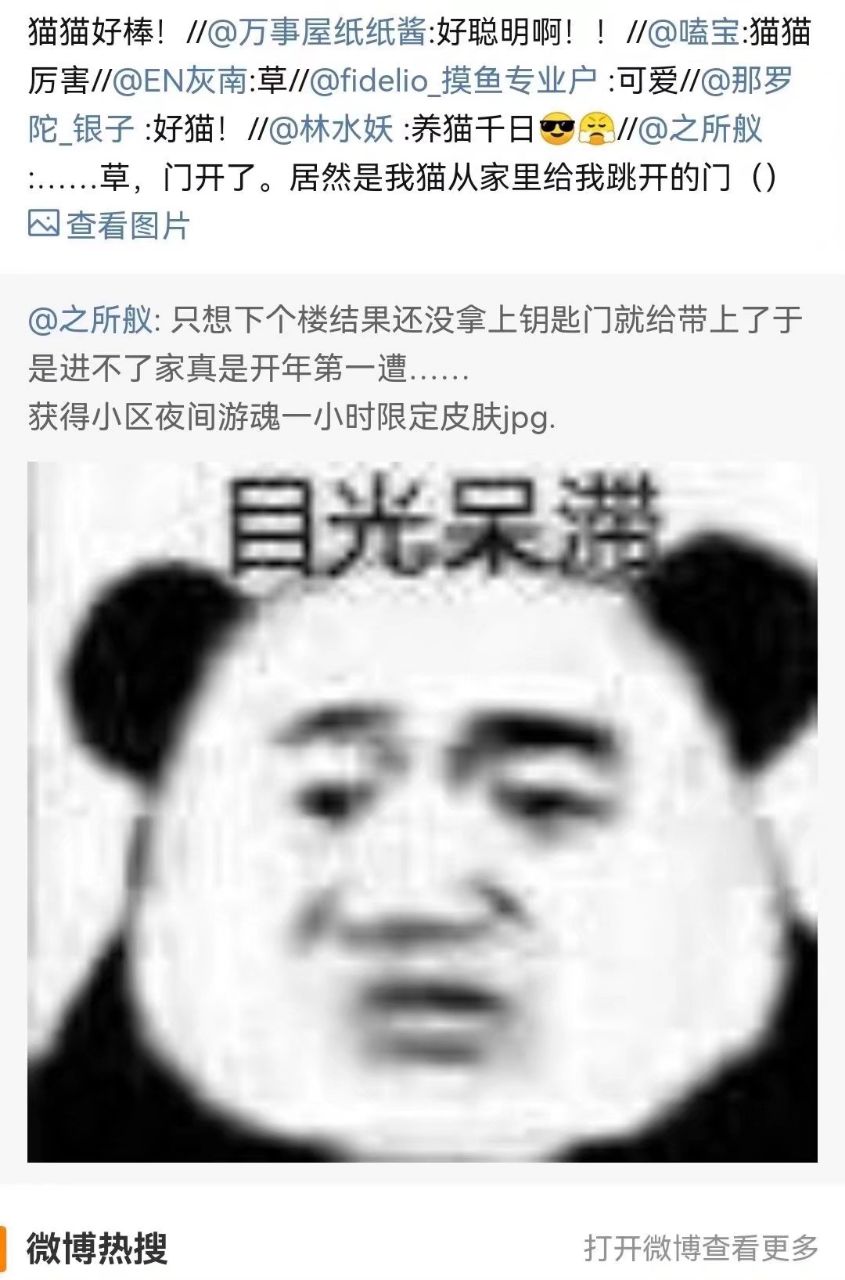 猫猫好棒！//@万事屋纸纸酱:好聪明啊！！//@嗑宝:猫猫
厉害//@EN灰南:草//@fidelio_摸鱼专业户 :可爱//@那罗
陀_银子 :好猫！//@林水妖 :养猫千日😎😤//@之所舣
:……草，门开了。居然是我猫从家里给我跳开的门（）
查看图片
@之所舣: 只想下个楼结果还没拿上钥匙门就给带上了于
是进不了家真是开年第一遭……
获得小区夜间游魂一小时限定皮肤jpg.
目光呆滞
微博热搜
打开微博查看更多